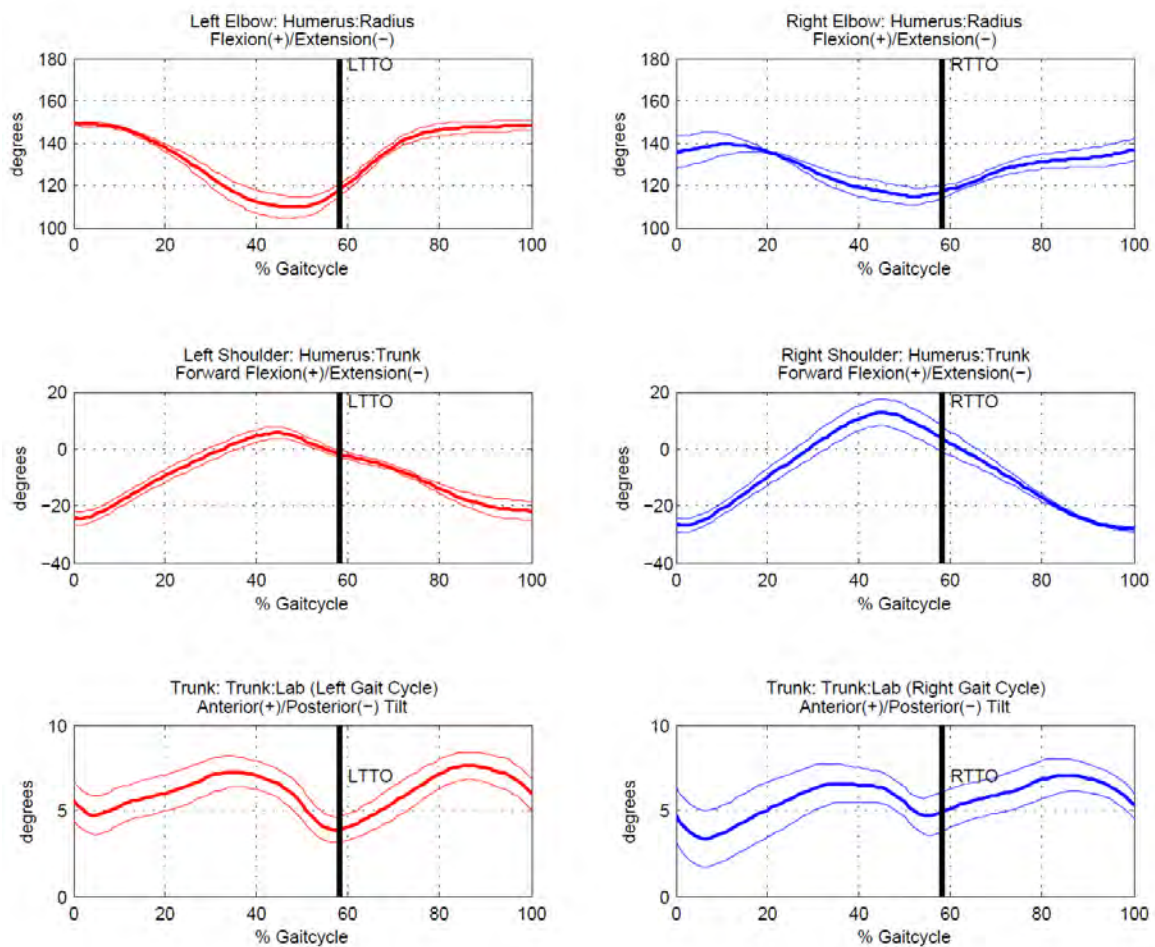 Left Elbow: Humerus:Radius
Flexion(+)/Extension(−)
180
160
140
120
100
degrees
LTTO
0
20
40
60
80
100
% Gaitcycle
Right Elbow: Humerus:Radius
Flexion(+)/Extension(−)
180
160
140
120
100
degrees
RTTO
0
20
40
60
80
100
% Gaitcycle
Left Shoulder: Humerus:Trunk
Forward Flexion(+)/Extension(−)
20
0
−20
−40
degrees
LTTO
0
20
40
60
80
100
% Gaitcycle
Right Shoulder: Humerus:Trunk
Forward Flexion(+)/Extension(−)
20
0
−20
−40
degrees
RTTO
0
20
40
60
80
100
% Gaitcycle
Trunk: Trunk:Lab (Left Gait Cycle)
Anterior(+)/Posterior(−) Tilt
10
5
0
degrees
LTTO
0
20
40
60
80
100
% Gaitcycle
Trunk: Trunk:Lab (Right Gait Cycle)
Anterior(+)/Posterior(−) Tilt
10
5
0
degrees
RTTO
0
20
40
60
80
100
% Gaitcycle